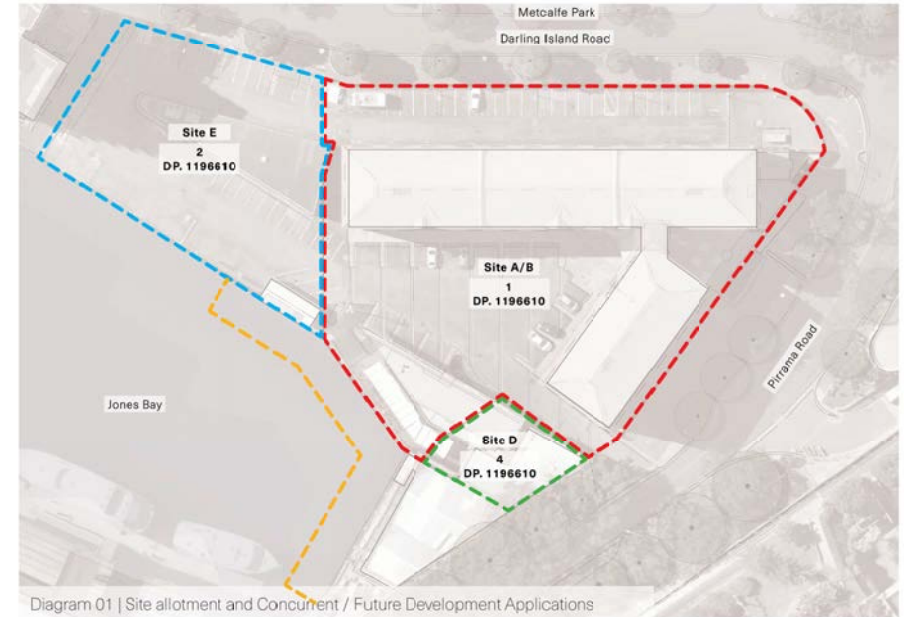 Metcalfe Park
Darling Island Road
Site E
2
DP. 1196610
Site A/B
1
DP. 1196610
Pirrama Road
Jones Bay
Site D
4
DP. 1196610
Diagram 01 | Site allotment and Concurrent / Future Development Applications